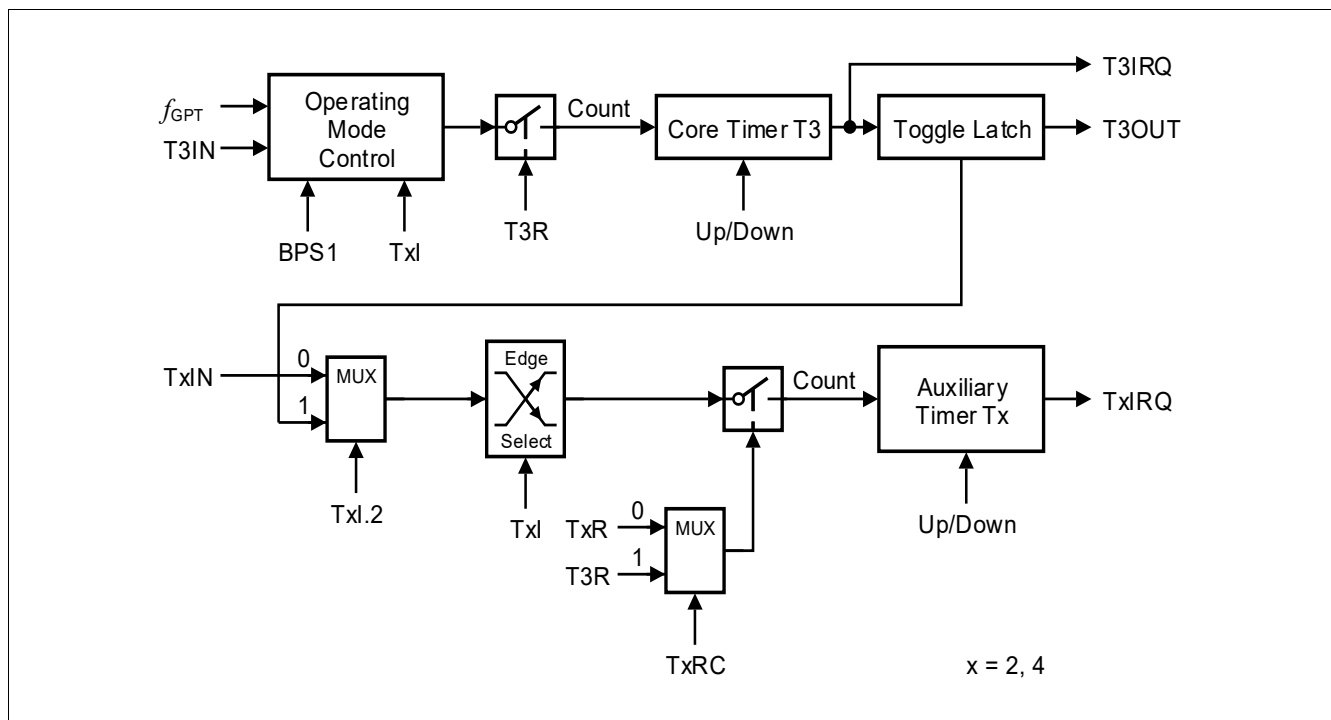 T3IRQ
fGPT
T3IN
Operating
Mode
Control
Count
Core Timer T3
Toggle Latch
T3OUT
BPS1
TxI
T3R
Up/Down
TxIN
0
1
MUX
TxI.2
Edge
Select
TxI
Count
Auxiliary
Timer Tx
TxIRQ
TxR
0
T3R
1
MUX
TxRC
Up/Down
x = 2, 4